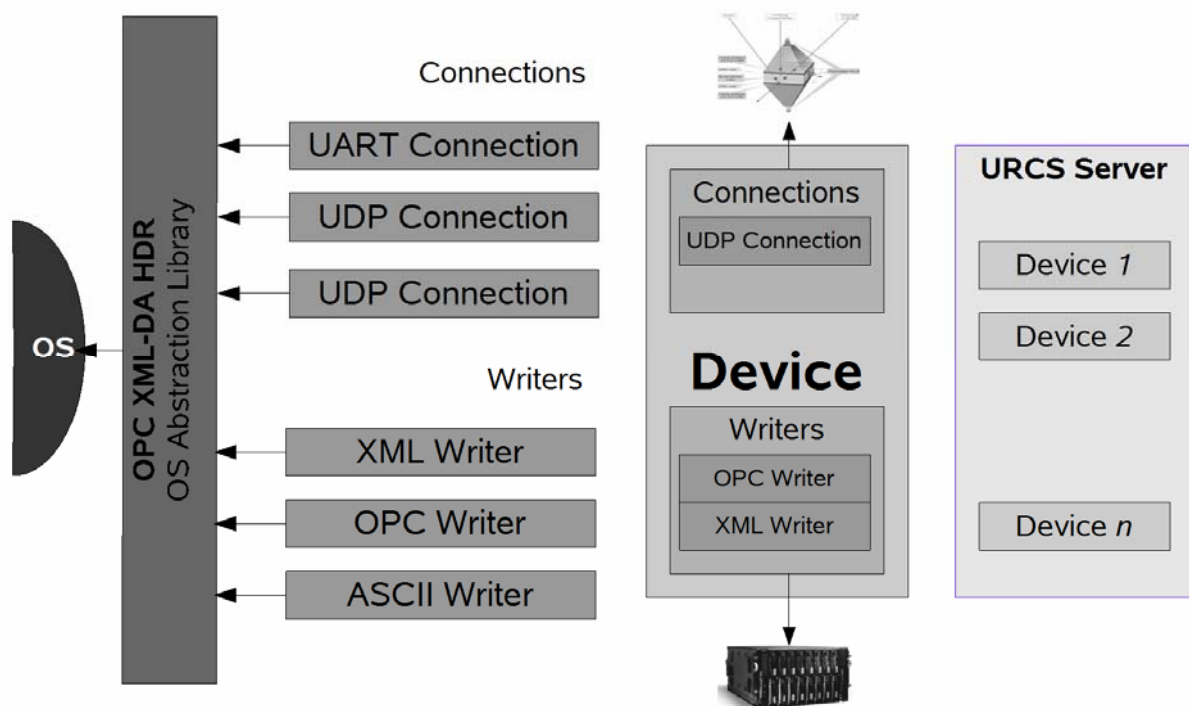 Connections
UART Connection
UDP Connection
UDP Connection
Writers
XML Writer
OPC Writer
ASCII Writer
OS
OPC XML-DA HDR
OS Abstraction Library
Connections
UDP Connection
Device
Writers
OPC Writer
XML Writer
URCS Server
Device 1
Device 2
Device n